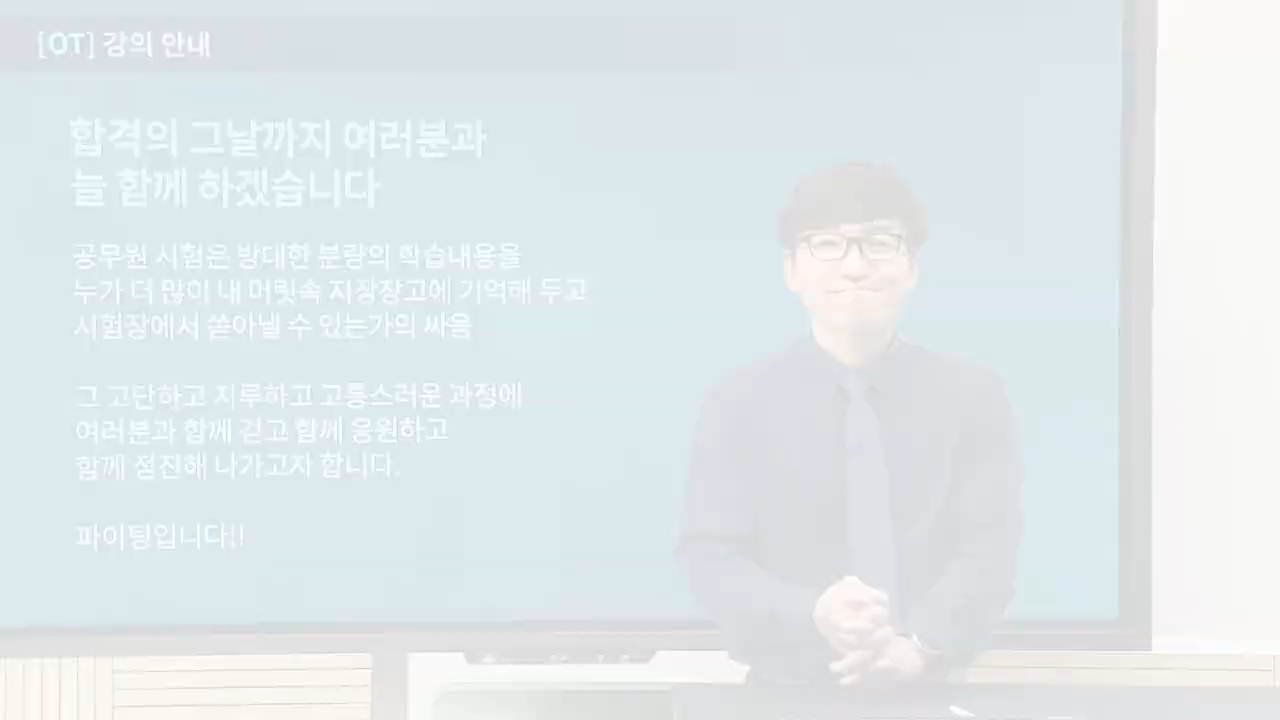 [OT] 강의 안내
합격의 그날까지 여러분과
늘 함께 하겠습니다
공무원 시험은 방대한 분량의 학습내용을
누가 더 많이 내 머릿속 저장창고에 기억해 두고
시험장에서 쏟아낼 수 있는가의 싸움
그 고단하고 지루하고 고통스러운 과정에
여러분과 함께 걷고 함께 응원하고
함께 정진해 나가고자 합니다.
파이팅입니다!!